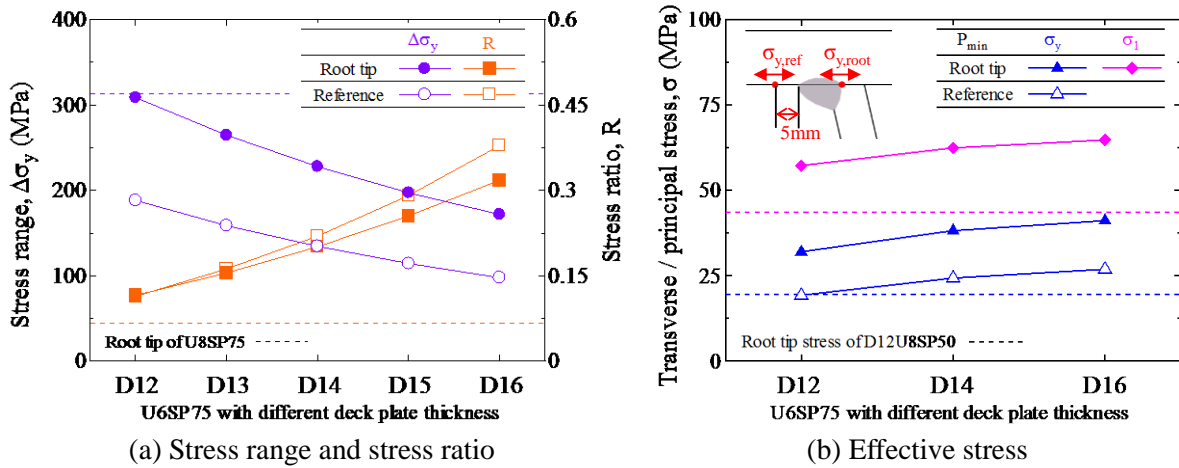 400
300
200
100
0
Stress range, Δσy (MPa)
0.6
0.45
0.3
0.15
0
Stress ratio, R
Δσy R
Root tip
Reference
Root tip of U8SP75
D12 D13 D14 D15 D16
U6SP75 with different deck plate thickness
(a) Stress range and stress ratio
100
75
50
25
0
Transverse / principal stress, σ (MPa)
σy,ref σy,root
5mm
Pmin σy σ1
Root tip
Reference
Root tip stress of D12U8SP50
D12 D14 D16
U6SP75 with different deck plate thickness
(b) Effective stress